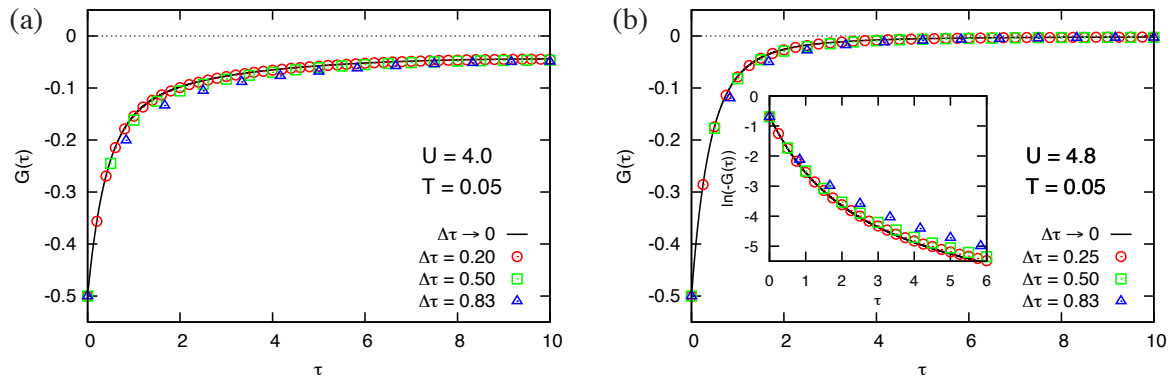 (a)
0
-0.1
-0.2
-0.3
-0.4
-0.5
G(τ)
U = 4.0
T = 0.05
Δτ → 0
Δτ = 0.20
Δτ = 0.50
Δτ = 0.83
0 2 4 6 8 10
τ
(b)
0
-0.1
-0.2
-0.3
-0.4
-0.5
G(τ)
0
-1
-2
-3
-4
-5
ln(-G(τ))
0 1 2 3 4 5 6
τ
U = 4.8
T = 0.05
Δτ → 0
Δτ = 0.25
Δτ = 0.50
Δτ = 0.83
0 2 4 6 8 10
τ